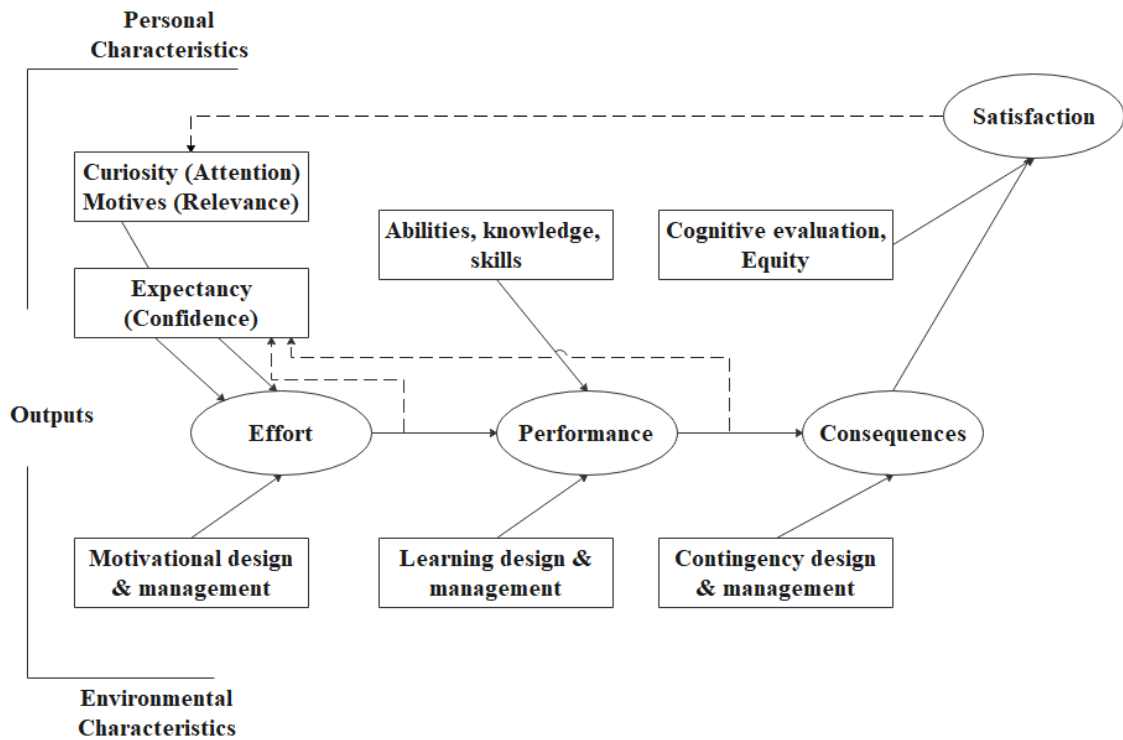 Personal
Characteristics
Satisfaction
Curiosity (Attention)
Motives (Relevance)
Abilities, knowledge,
skills
Cognitive evaluation,
Equity
Expectancy
(Confidence)
Outputs
Effort
Performance
Consequences
Motivational design
& management
Learning design &
management
Contingency design
& management
Environmental
Characteristics